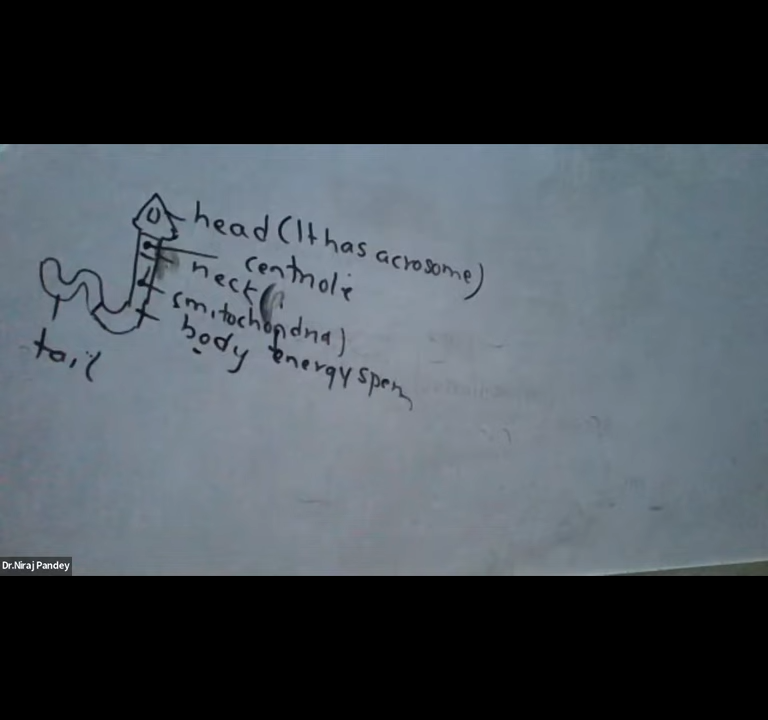 head (It has acrosome)
centriole
neck (
(mitochondria)
body energy sperm
tail
Dr.Niraj Pandey